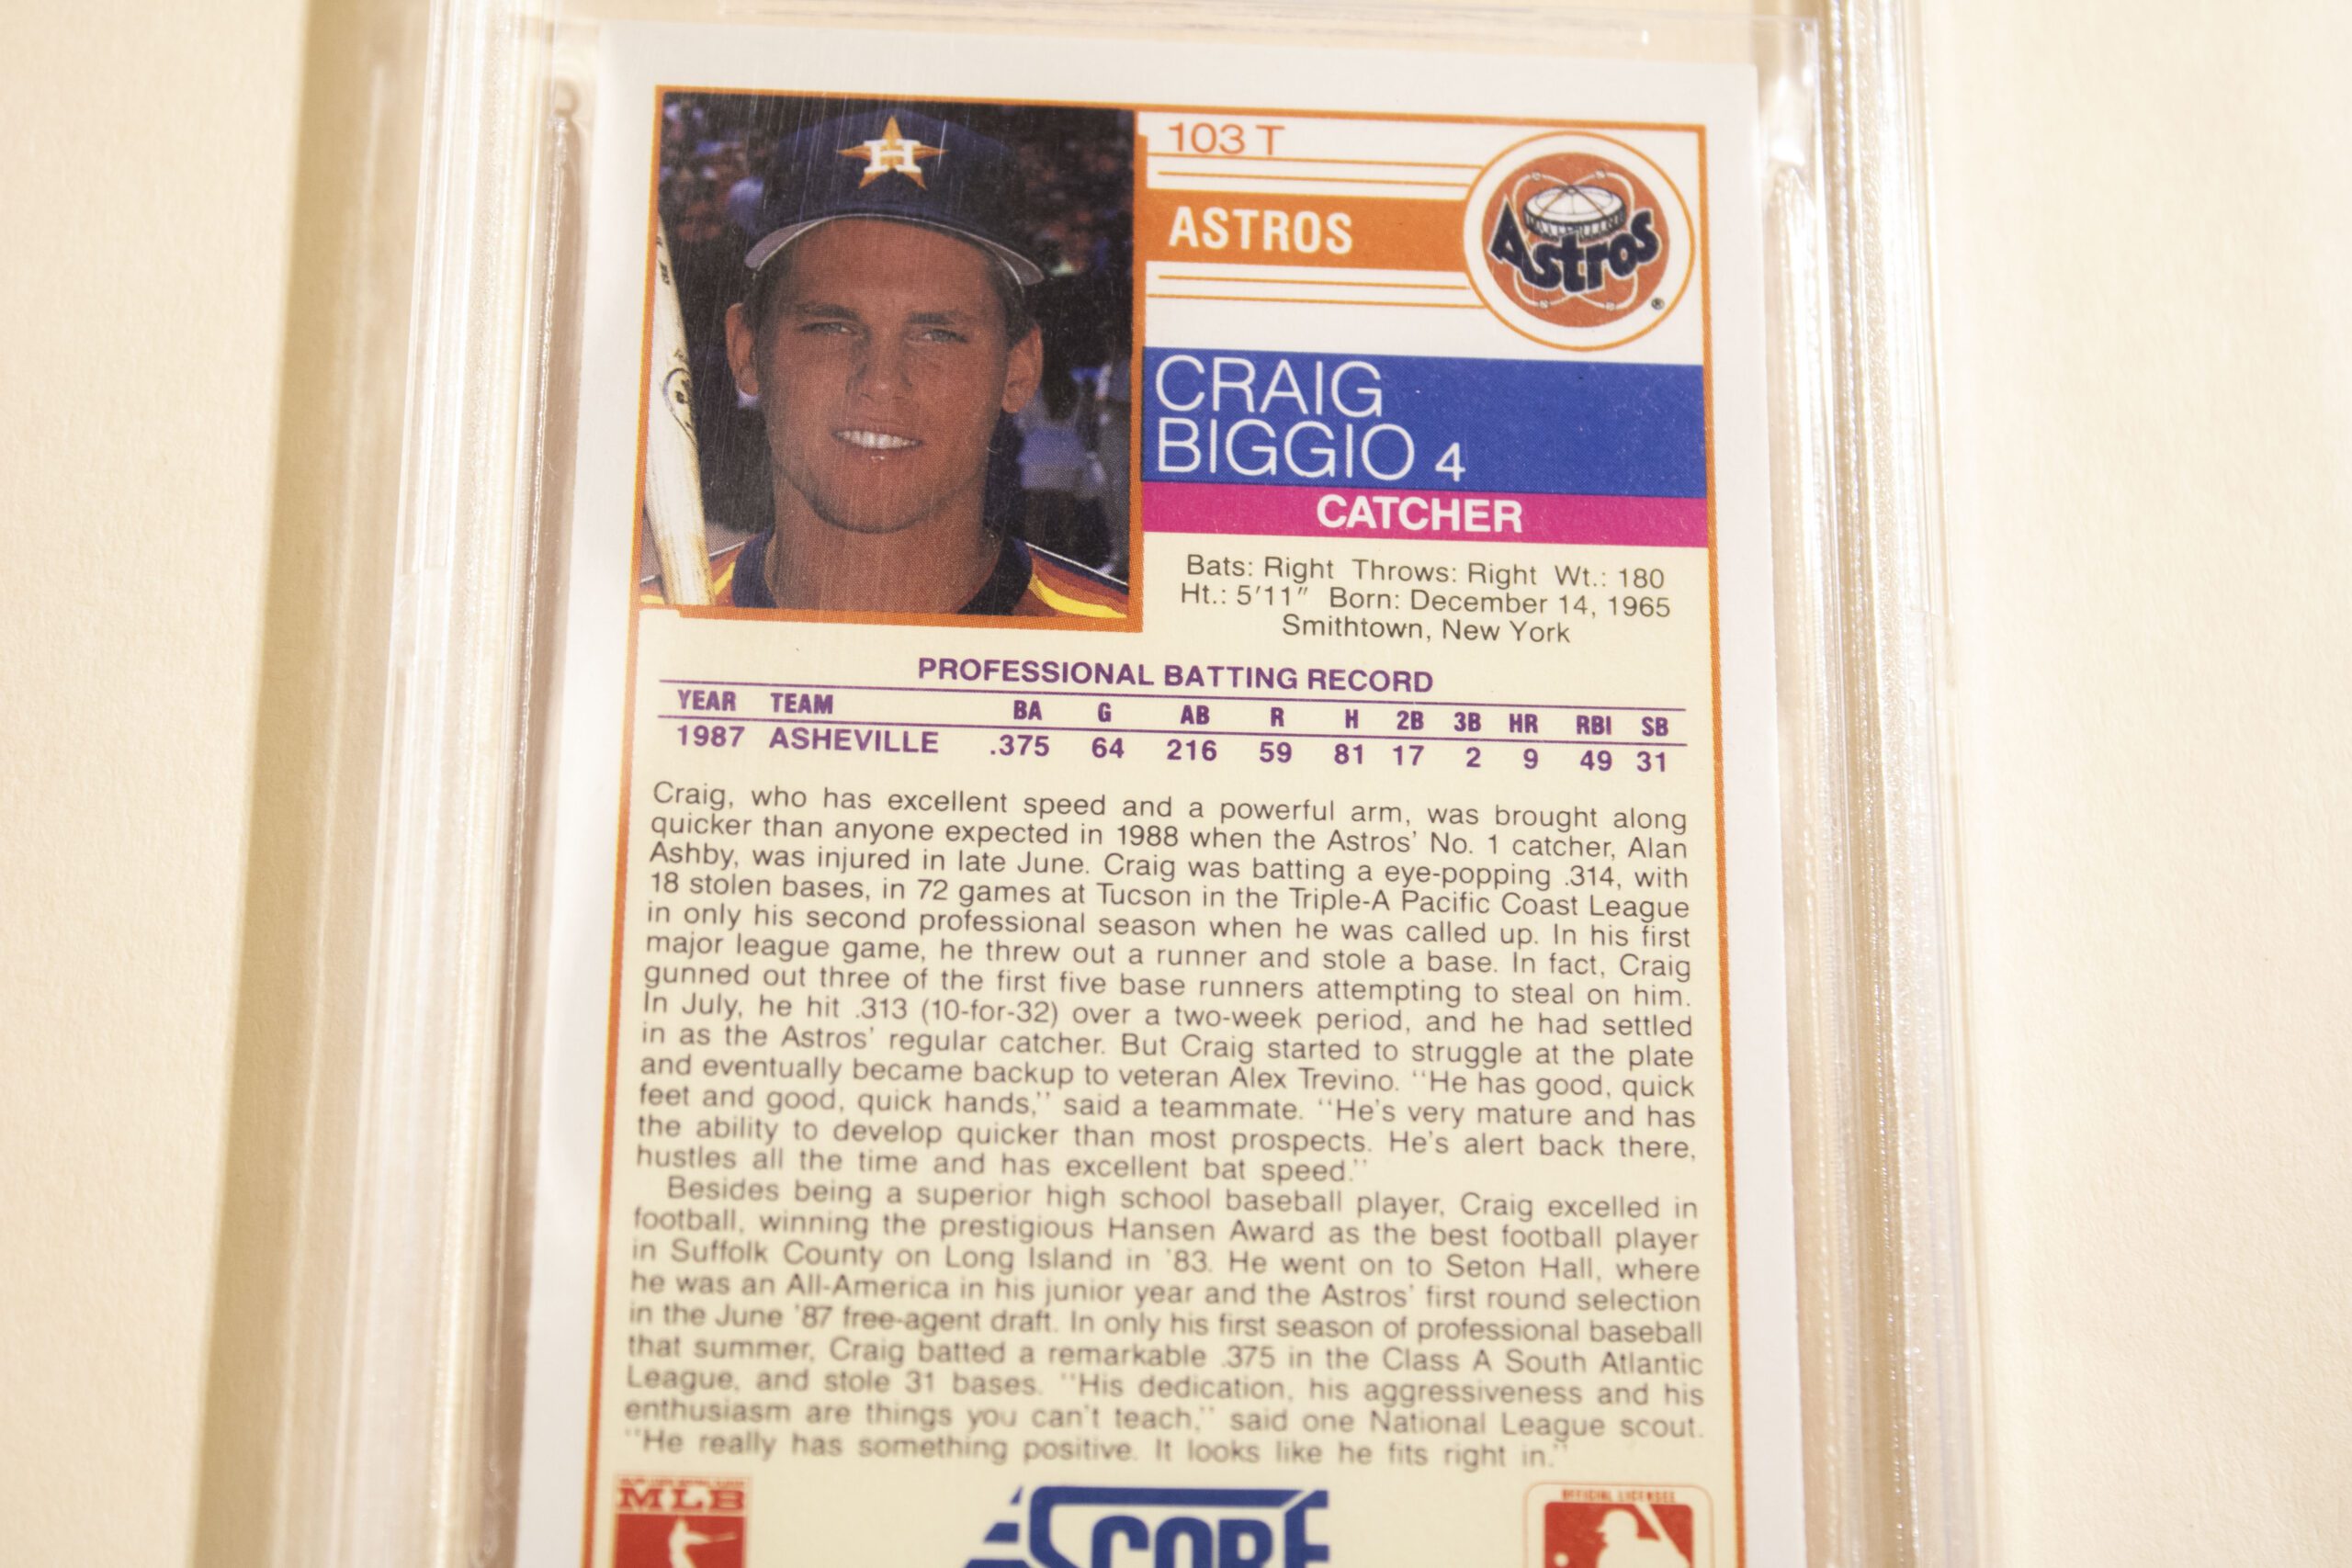 103 T
ASTROS
Astros
®
H
CRAIG
BIGGIO 4
CATCHER
Bats: Right Throws: Right Wt.: 180
Ht.: 5'11" Born: December 14, 1965
Smithtown, New York
PROFESSIONAL BATTING RECORD
YEAR TEAM BA G AB R H 2B 3B HR RBI SB
1987 ASHEVILLE .375 64 216 59 81 17 2 9 49 31
Craig, who has excellent speed and a powerful arm, was brought along
quicker than anyone expected in 1988 when the Astros' No. 1 catcher, Alan
Ashby, was injured in late June. Craig was batting a eye-popping .314, with
18 stolen bases, in 72 games at Tucson in the Triple-A Pacific Coast League
in only his second professional season when he was called up. In his first
major league game, he threw out a runner and stole a base. In fact, Craig
gunned out three of the first five base runners attempting to steal on him.
In July, he hit .313 (10-for-32) over a two-week period, and he had settled
in as the Astros' regular catcher. But Craig started to struggle at the plate
and eventually became backup to veteran Alex Trevino. "He has good, quick
feet and good, quick hands," said a teammate. "He's very mature and has
the ability to develop quicker than most prospects. He's alert back there,
hustles all the time and has excellent bat speed."
Besides being a superior high school baseball player, Craig excelled in
football, winning the prestigious Hansen Award as the best football player
in Suffolk County on Long Island in '83. He went on to Seton Hall, where
he was an All-America in his junior year and the Astros' first round selection
in the June '87 free-agent draft. In only his first season of professional baseball
that summer, Craig batted a remarkable .375 in the Class A South Atlantic
League, and stole 31 bases. "His dedication, his aggressiveness and his
enthusiasm are things you can't teach," said one National League scout.
"He really has something positive. It looks like he fits right in."
MLB
SCORE
OFFICIAL LICENSEE